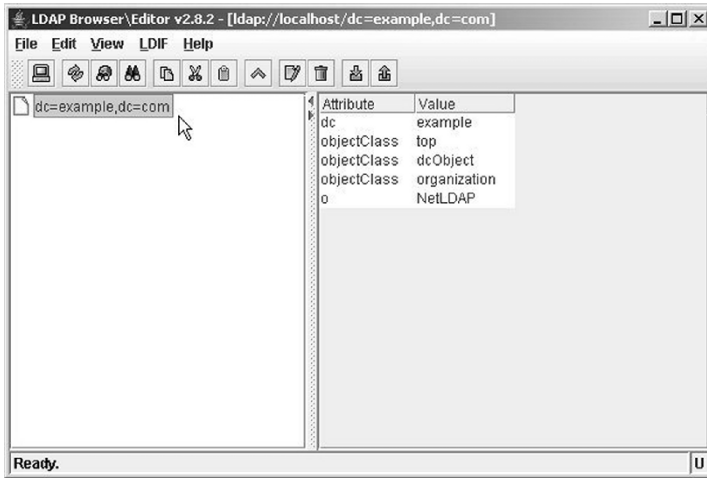 LDAP Browser\Editor v2.8.2 - [ldap://localhost/dc=example,dc=com]
File Edit View LDIF Help
dc=example,dc=com
Attribute Value
dc example
objectClass top
objectClass dcObject
objectClass organization
o NetLDAP
Ready. U